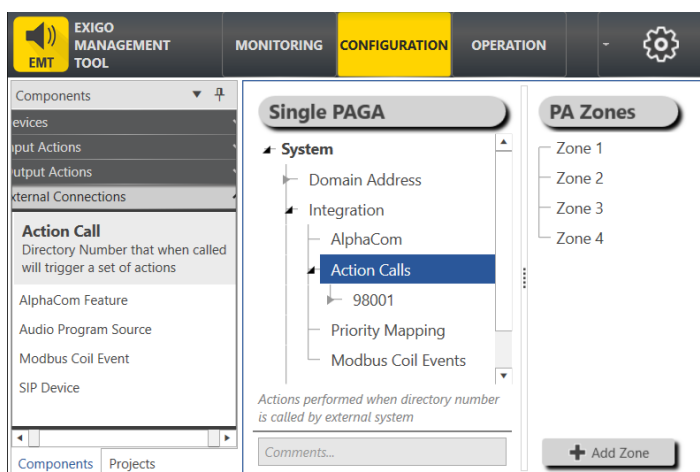 EXIGO
MANAGEMENT
TOOL
EMT
MONITORING
CONFIGURATION
OPERATION
Components
evices
nput Actions
utput Actions
xternal Connections
Action Call
Directory Number that when called
will trigger a set of actions
AlphaCom Feature
Audio Program Source
Modbus Coil Event
SIP Device
Components Projects
Single PAGA
System
Domain Address
Integration
AlphaCom
Action Calls
98001
Priority Mapping
Modbus Coil Events
Actions performed when directory number
is called by external system
Comments...
PA Zones
Zone 1
Zone 2
Zone 3
Zone 4
Add Zone